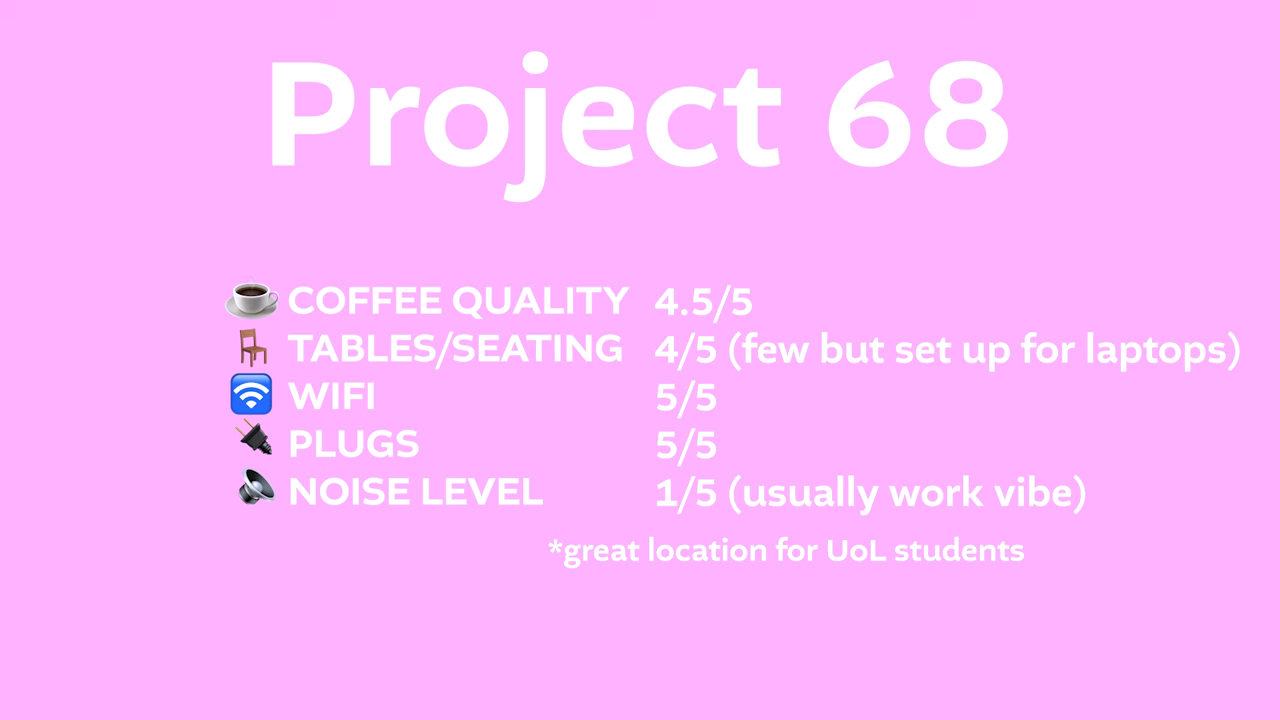 Project 68
COFFEE QUALITY 4.5/5
TABLES/SEATING 4/5 (few but set up for laptops)
WIFI 5/5
PLUGS 5/5
NOISE LEVEL 1/5 (usually work vibe)
*great location for UoL students